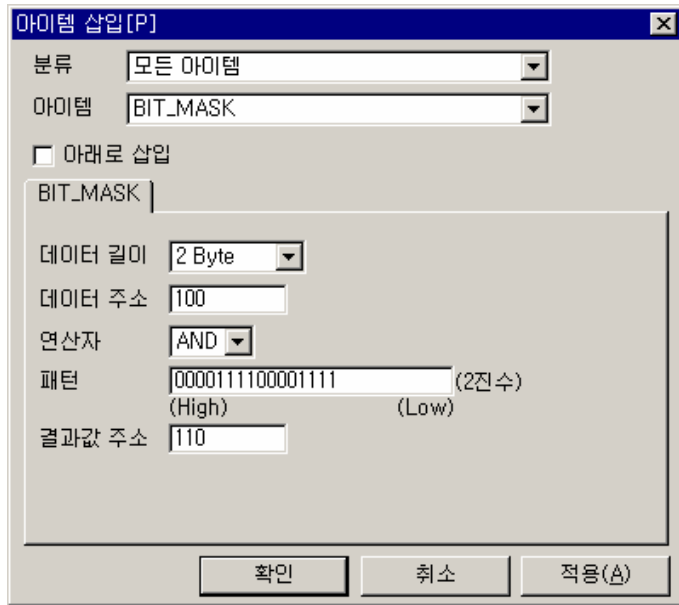 아이템 삽입[P]
분류 모든 아이템
아이템 BIT_MASK
아래로 삽입
BIT_MASK
데이터 길이 2 Byte
데이터 주소 100
연산자 AND
패턴 0000111100001111 (2진수)
(High) (Low)
결과값 주소 110
확인 취소 적용(A)